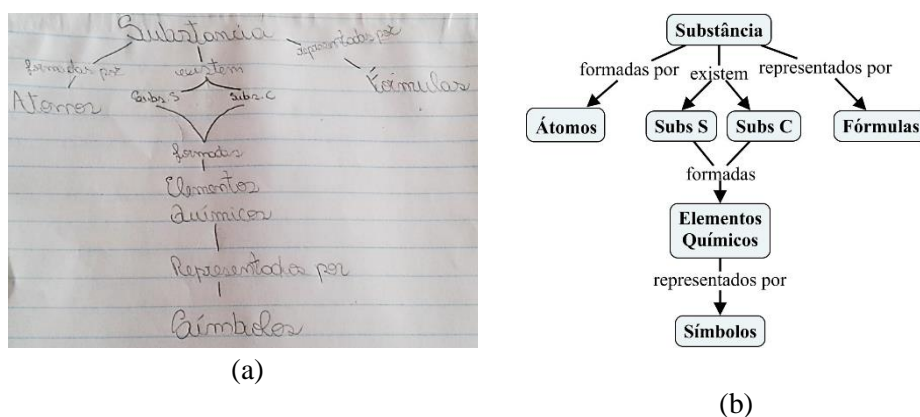 Substancia
formadas por
existem
representados por
Atomos
Subs.S
Subs.C
Fórmulas
formadas
Elementos
Químicos
Representados por
Símbolos
(a)
Substância
formadas por
existem
representados por
Átomos
Subs S
Subs C
Fórmulas
formadas
Elementos
Químicos
representados por
Símbolos
(b)